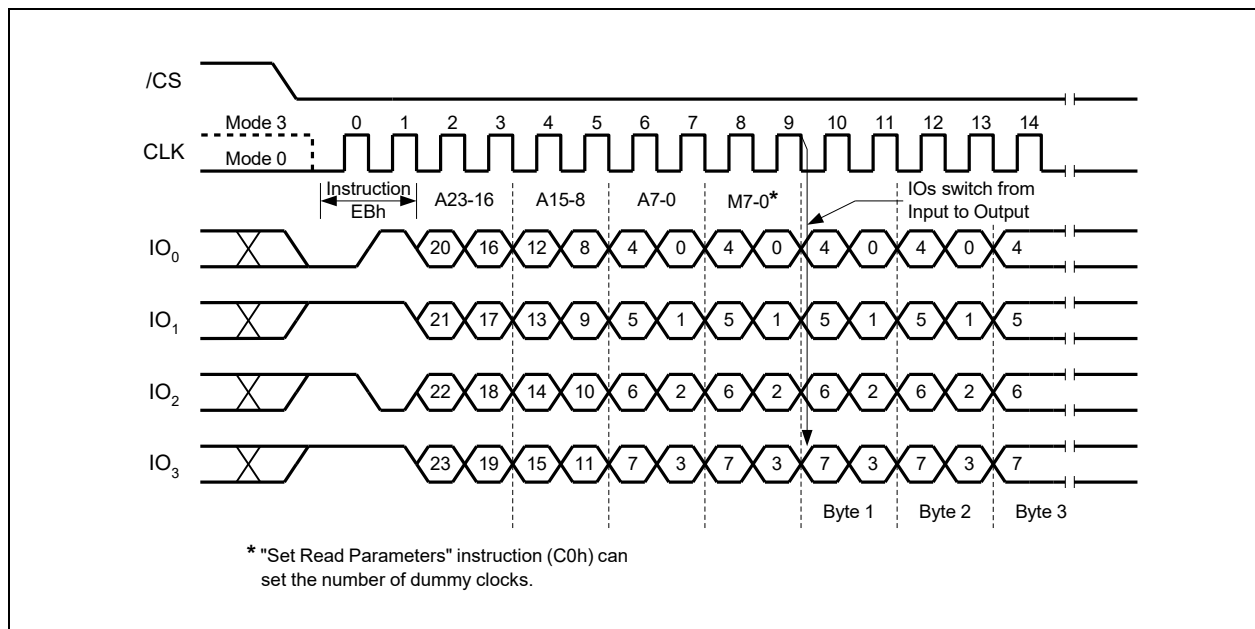 /CS
Mode 3 0 1 2 3 4 5 6 7 8 9 10 11 12 13 14
CLK
Mode 0
Instruction
EBh
A23-16 A15-8 A7-0 M7-0*
IOs switch from
Input to Output
IO0 20 16 12 8 4 0 4 0 4 0 4 0 4
IO1 21 17 13 9 5 1 5 1 5 1 5 1 5
IO2 22 18 14 10 6 2 6 2 6 2 6 2 6
IO3 23 19 15 11 7 3 7 3 7 3 7 3 7
Byte 1 Byte 2 Byte 3
* "Set Read Parameters" instruction (C0h) can
set the number of dummy clocks.